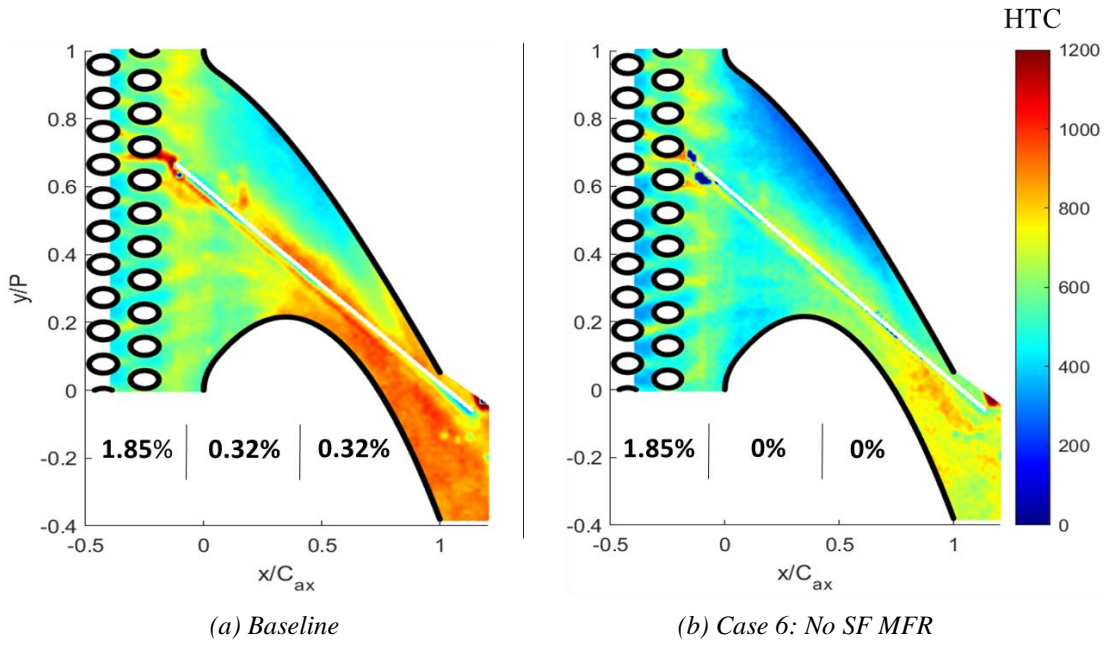 HTC
1
0.8
0.6
0.4
0.2
0
-0.2
-0.4
y/P
-0.5 0 0.5 1
x/Cax
1.85% | 0.32% | 0.32%
(a) Baseline
1
0.8
0.6
0.4
0.2
0
-0.2
-0.4
-0.5 0 0.5 1
x/Cax
1.85% | 0% | 0%
(b) Case 6: No SF MFR
1200
1000
800
600
400
200
0